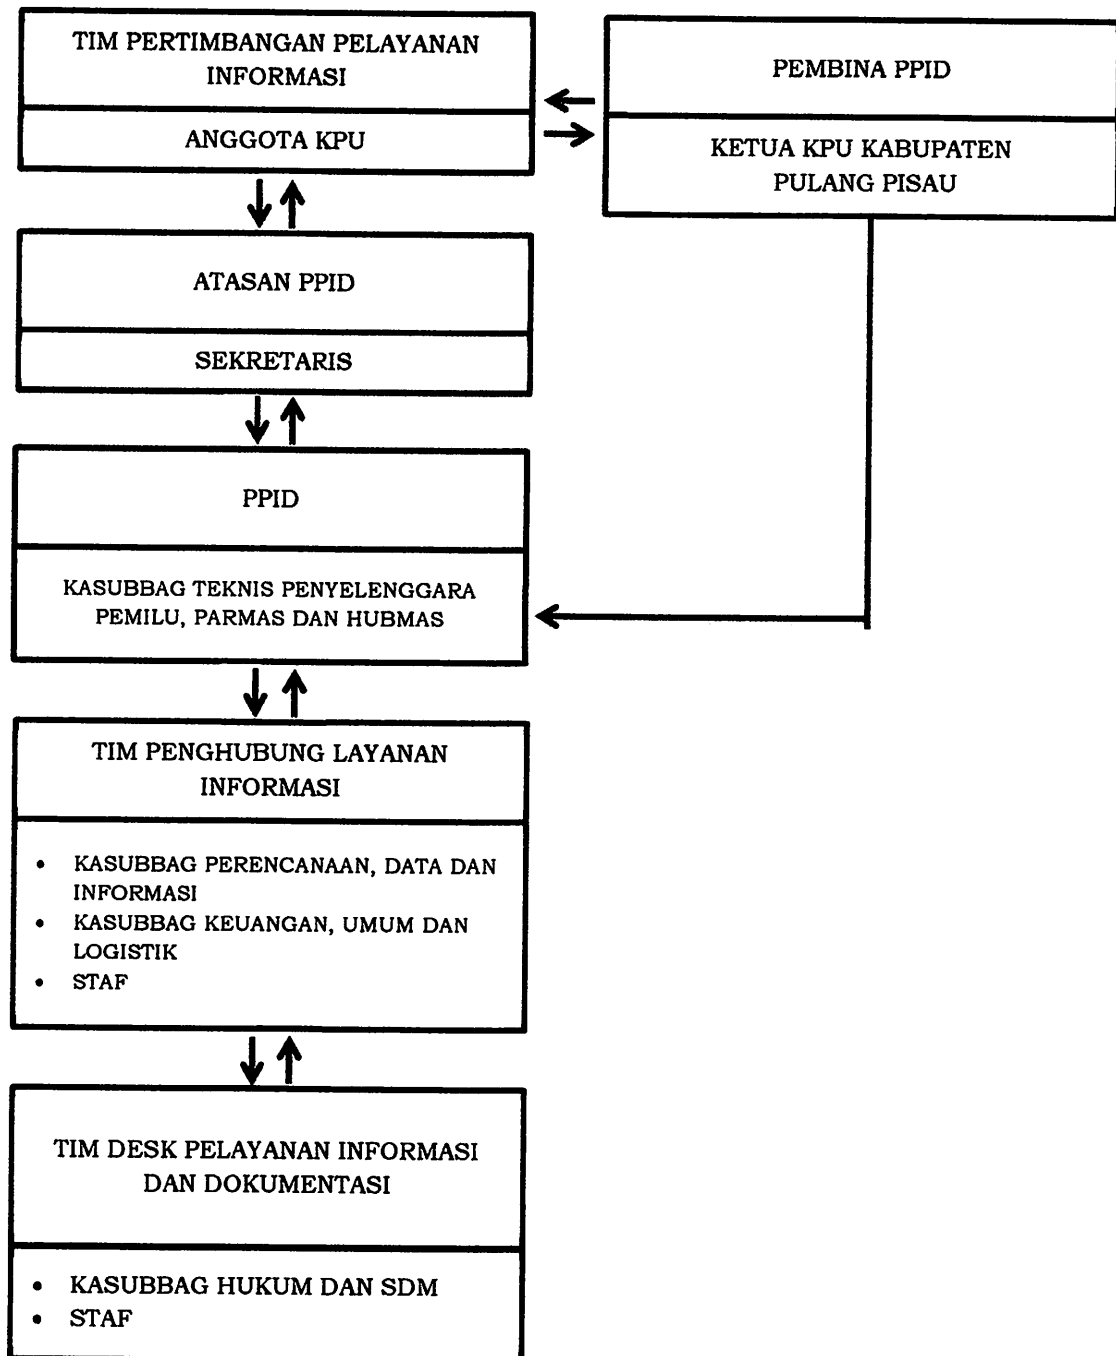 TIM PERTIMBANGAN PELAYANAN
INFORMASI
ANGGOTA KPU
PEMBINA PPID
KETUA KPU KABUPATEN
PULANG PISAU
ATASAN PPID
SEKRETARIS
PPID
KASUBBAG TEKNIS PENYELENGGARA
PEMILU, PARMAS DAN HUBMAS
TIM PENGHUBUNG LAYANAN
INFORMASI
• KASUBBAG PERENCANAAN, DATA DAN
INFORMASI
• KASUBBAG KEUANGAN, UMUM DAN
LOGISTIK
• STAF
TIM DESK PELAYANAN INFORMASI
DAN DOKUMENTASI
• KASUBBAG HUKUM DAN SDM
• STAF